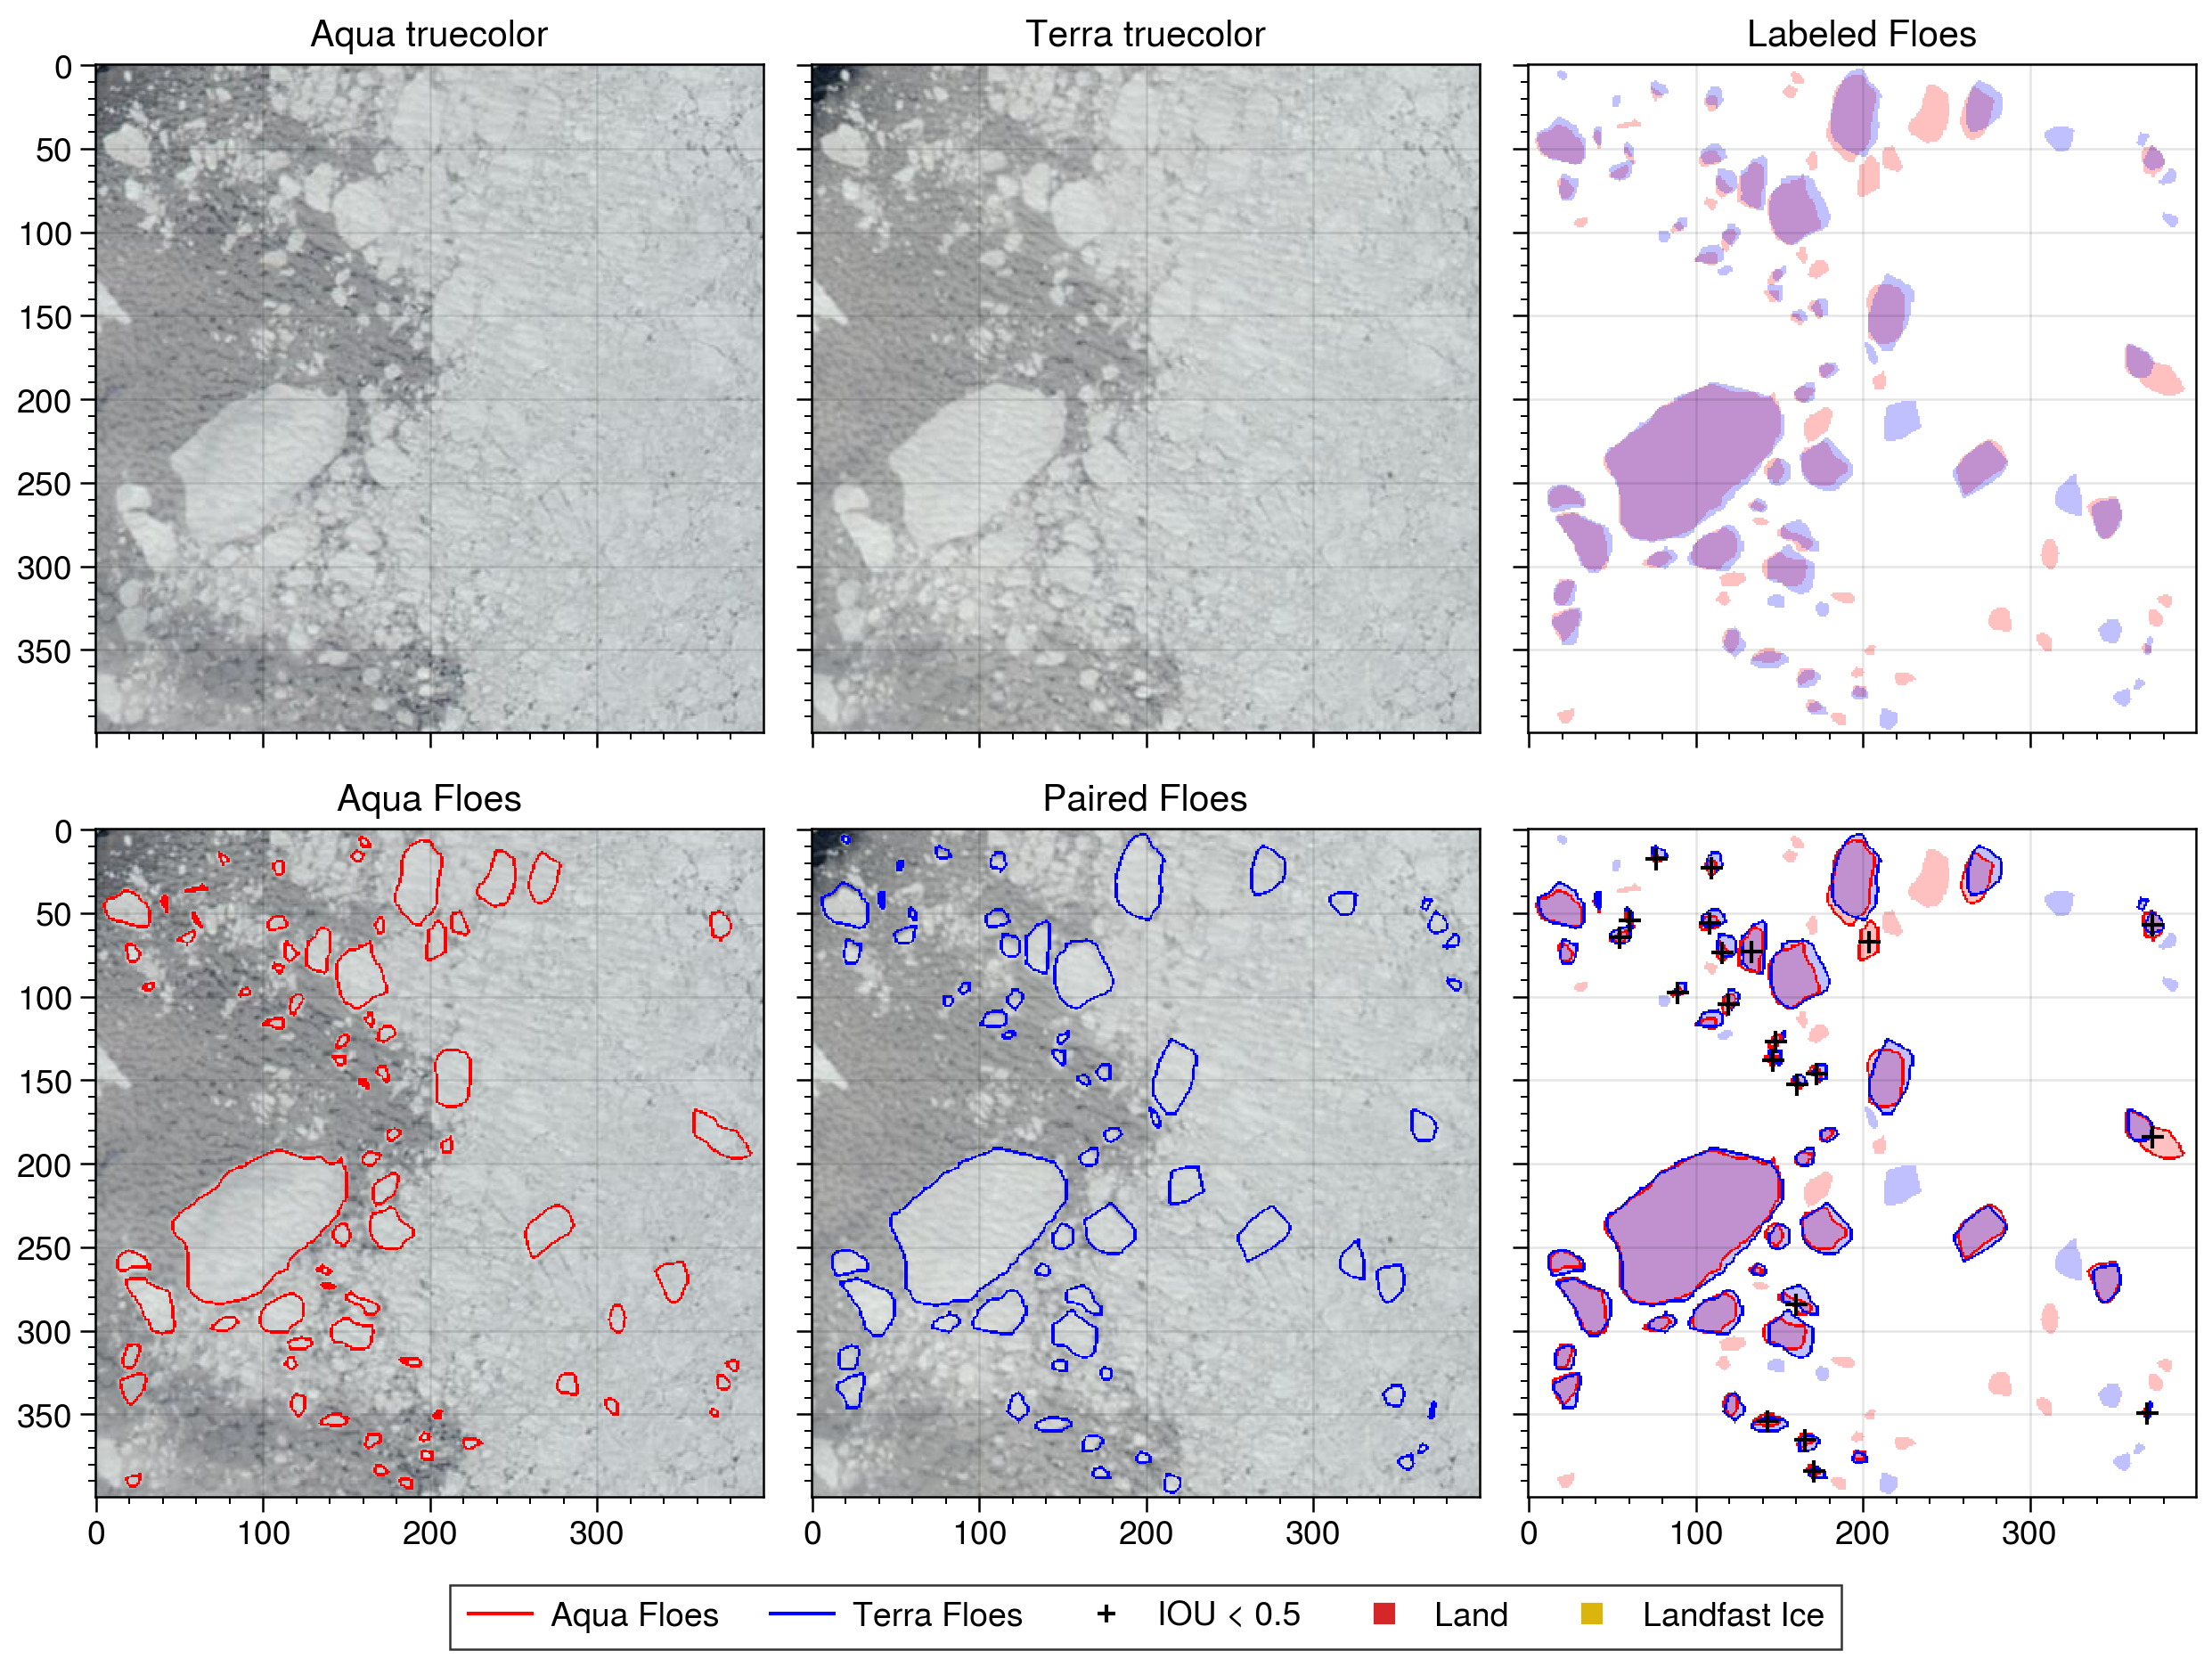 Aqua truecolor
Terra truecolor
Labeled Floes
0
50
100
150
200
250
300
350
Aqua Floes
Paired Floes
0
50
100
150
200
250
300
350
0 100 200 300
0 100 200 300
0 100 200 300
Aqua Floes Terra Floes IOU < 0.5 Land Landfast Ice